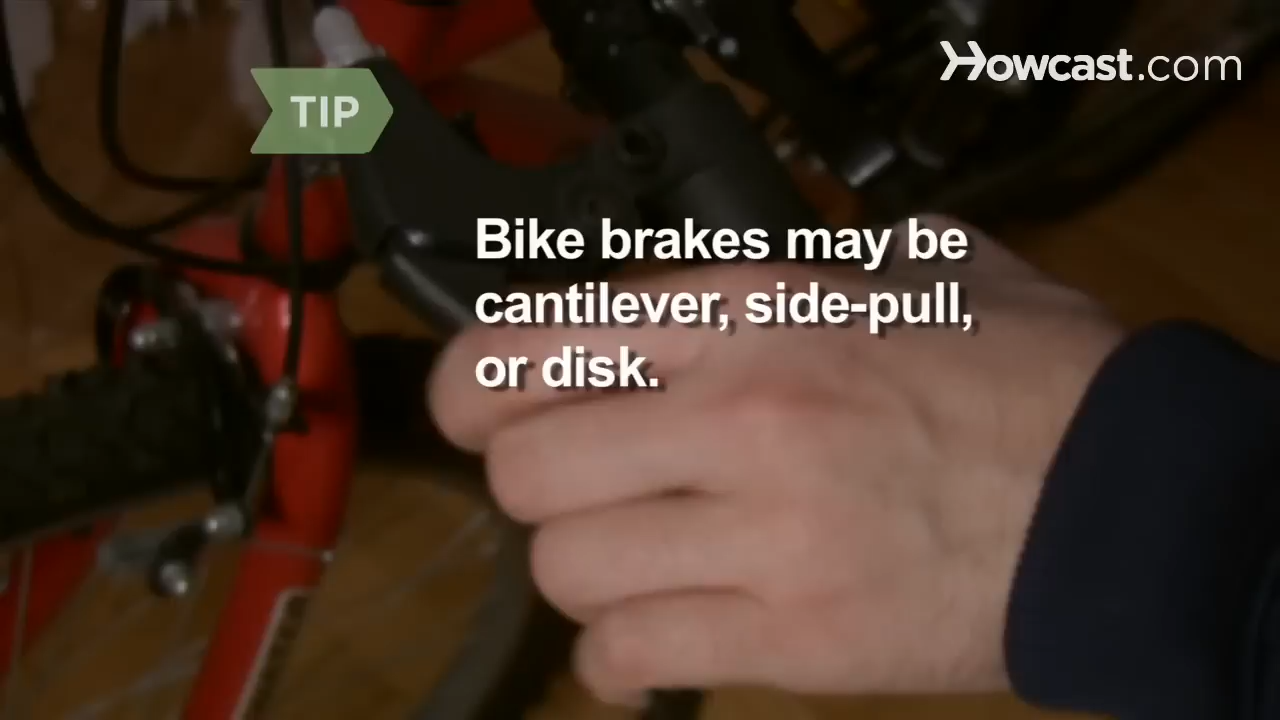 Howcast.com
TIP
Bike brakes may be
cantilever, side-pull,
or disk.